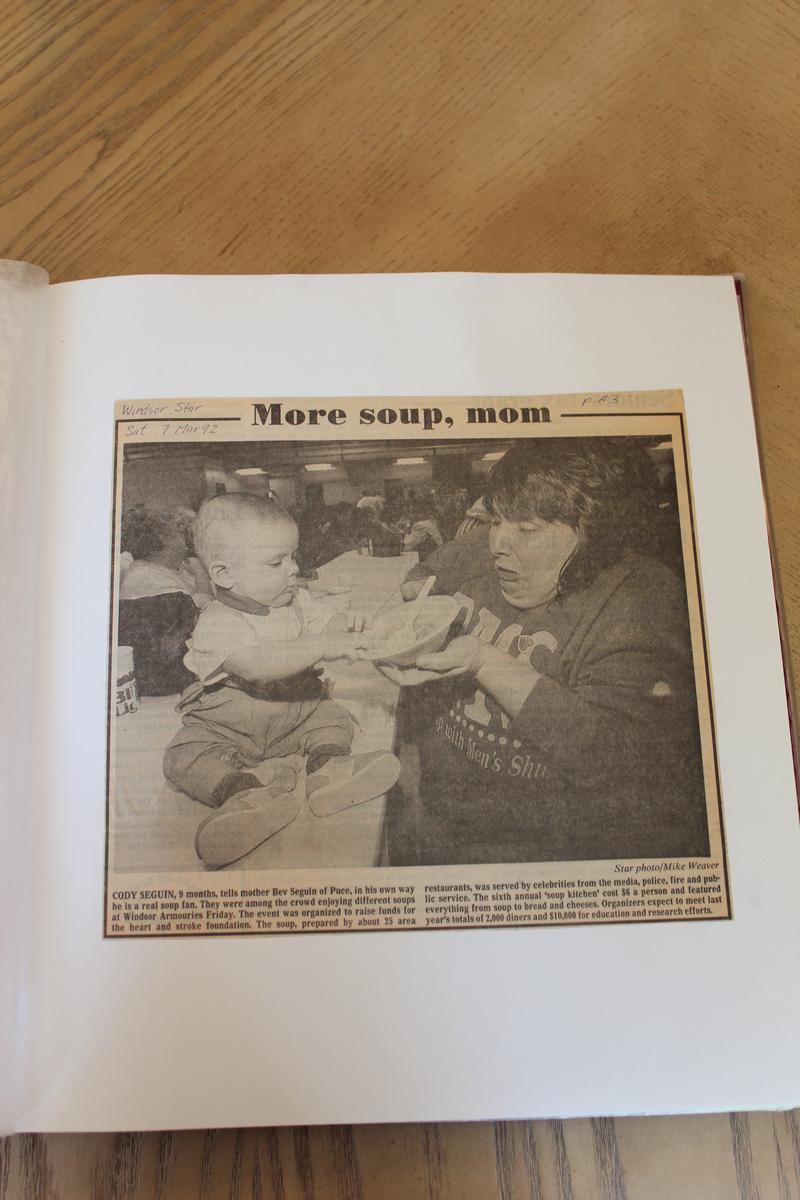 Windsor Star
p. A3
Sat 7 Mar 92
More soup, mom
Star photo/Mike Weaver
CODY SEGUIN, 9 months, tells mother Bev Seguin of Puce, in his own way
he is a real soup fan. They were among the crowd enjoying different soups
at Windsor Armouries Friday. The event was organized to raise funds for
the heart and stroke foundation. The soup, prepared by about 25 area
restaurants, was served by celebrities from the media, police, fire and pub-
lic service. The sixth annual 'soup kitchen' cost $6 a person and featured
everything from soup to bread and cheeses. Organizers expect to meet last
year's totals of 2,000 diners and $10,000 for education and research efforts.
with Men's